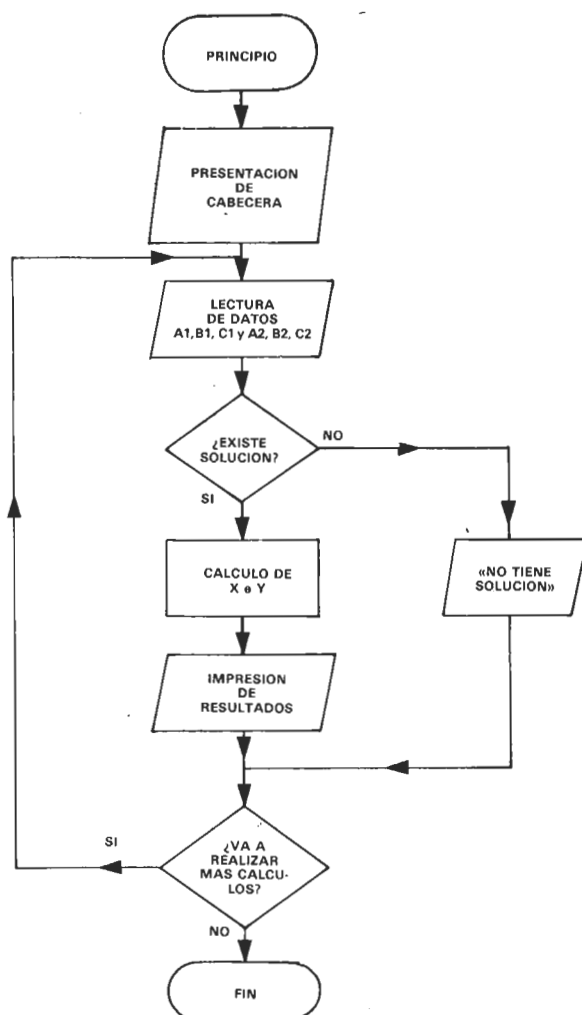 PRINCIPIO
PRESENTACION
DE
CABECERA
LECTURA
DE DATOS
A1,B1, C1 y A2, B2, C2
¿EXISTE
SOLUCION?
NO
SI
CALCULO DE
X e Y
«NO TIENE
SOLUCION»
IMPRESION
DE
RESULTADOS
¿VA A
REALIZAR
MAS CALCU-
LOS?
SI
NO
FIN